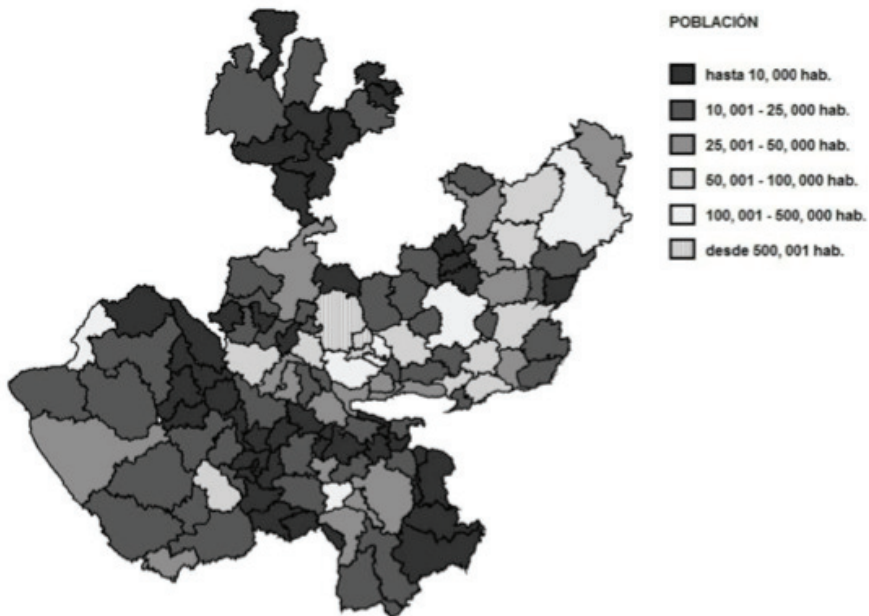 POBLACIÓN
hasta 10, 000 hab.
10, 001 - 25, 000 hab.
25, 001 - 50, 000 hab.
50, 001 - 100, 000 hab.
100, 001 - 500, 000 hab.
desde 500, 001 hab.